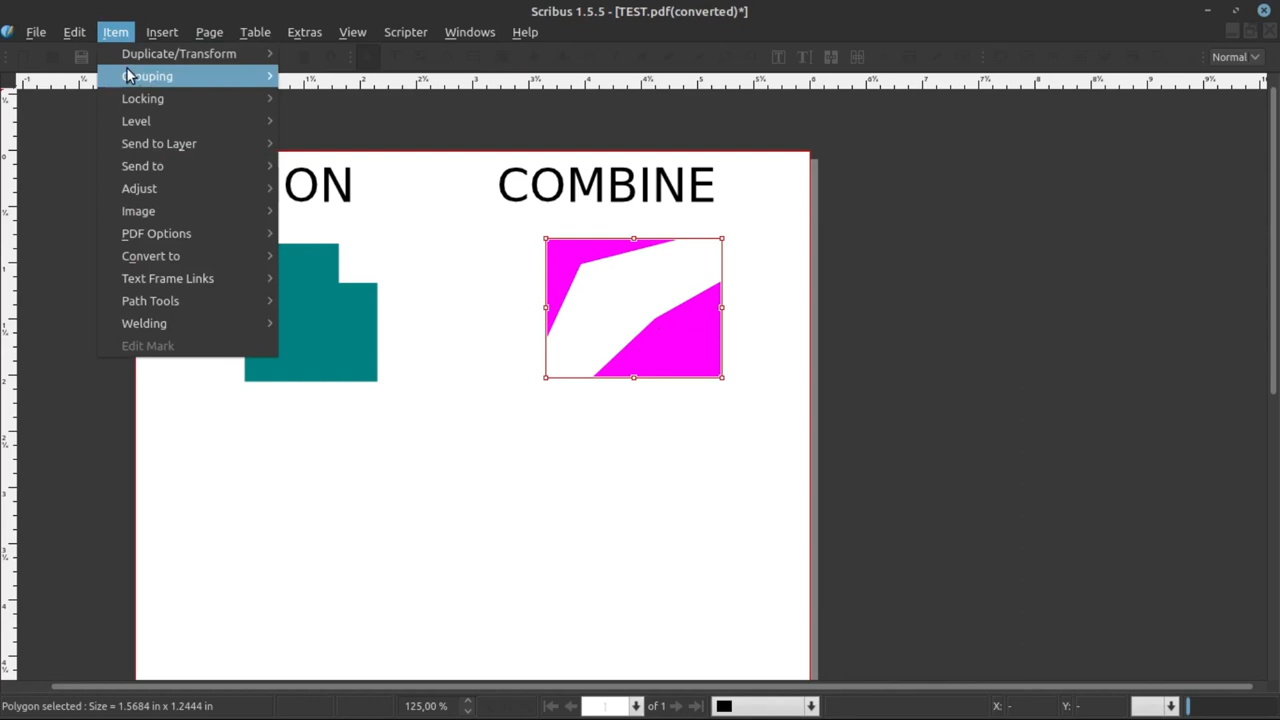 Scribus 1.5.5 - [TEST.pdf(converted)*]
File Edit Item Insert Page Table Extras View Scripter Windows Help
Normal
Duplicate/Transform
Grouping
Locking
Level
Send to Layer
Send to
Adjust
Image
PDF Options
Convert to
Text Frame Links
Path Tools
Welding
Edit Mark
ON COMBINE
Polygon selected : Size = 1.5684 in x 1.2444 in 125,00 % 1 of 1 X: - Y: -